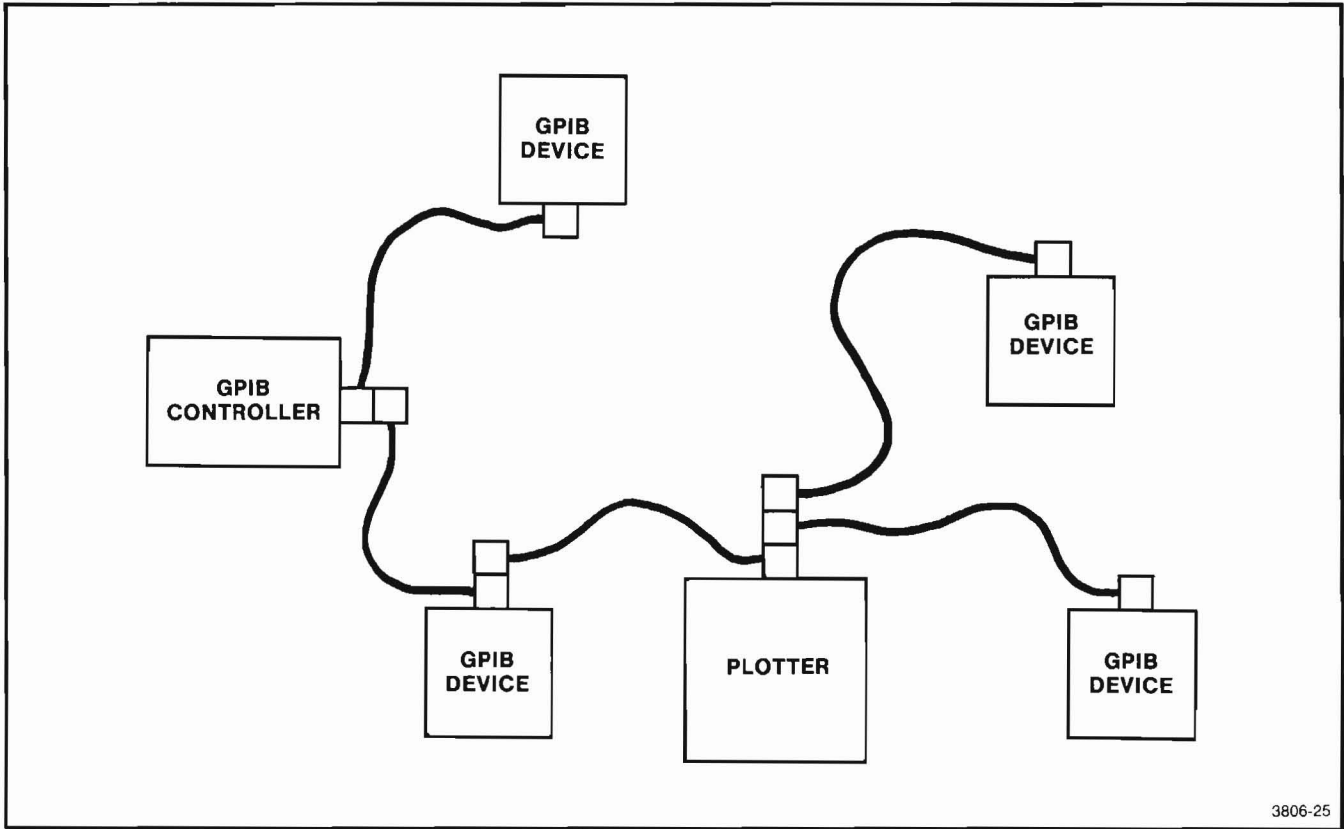 GPIB
DEVICE
GPIB
DEVICE
GPIB
CONTROLLER
GPIB
DEVICE
PLOTTER
GPIB
DEVICE
3806-25